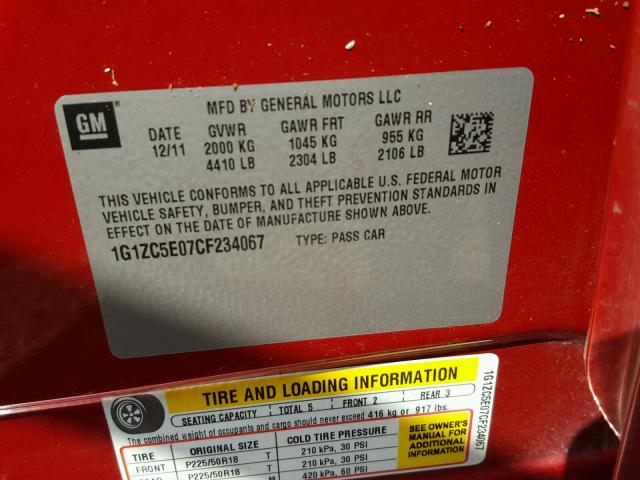 GM
MFD BY GENERAL MOTORS LLC
DATE GVWR GAWR FRT GAWR RR
12/11 2000 KG 1045 KG 955 KG
4410 LB 2304 LB 2106 LB
THIS VEHICLE CONFORMS TO ALL APPLICABLE U.S. FEDERAL MOTOR
VEHICLE SAFETY, BUMPER, AND THEFT PREVENTION STANDARDS IN
EFFECT ON THE DATE OF MANUFACTURE SHOWN ABOVE.
1G1ZC5E07CF234067 TYPE: PASS CAR
TIRE AND LOADING INFORMATION
SEATING CAPACITY TOTAL 5 FRONT 2 REAR 3
The combined weight of occupants and cargo should never exceed 416 kg or 917 lbs.
TIRE ORIGINAL SIZE COLD TIRE PRESSURE
FRONT P225/50R18 T 210 kPa, 30 PSI
REAR P225/50R18 T 210 kPa, 30 PSI
M 420 kPa, 60 PSI
SEE OWNER'S
MANUAL FOR
ADDITIONAL
INFORMATION
1G1ZC5E07CF234067